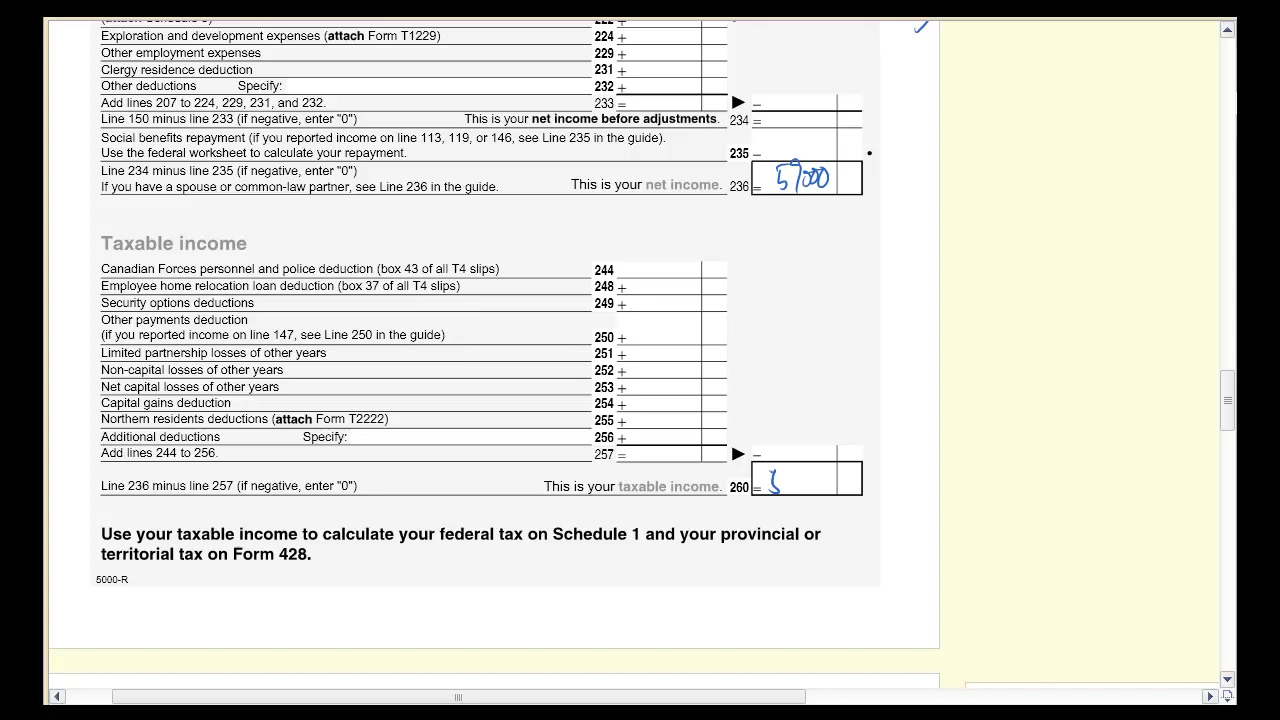 Exploration and development expenses (attach Form T1229) 224 +
Other employment expenses 229 +
Clergy residence deduction 231 +
Other deductions Specify: 232 +
Add lines 207 to 224, 229, 231, and 232. 233 = ▶ –
Line 150 minus line 233 (if negative, enter "0") This is your net income before adjustments. 234 =
Social benefits repayment (if you reported income on line 113, 119, or 146, see Line 235 in the guide).
Use the federal worksheet to calculate your repayment. 235 – •
Line 234 minus line 235 (if negative, enter "0")
If you have a spouse or common-law partner, see Line 236 in the guide. This is your net income. 236 = 59000
Taxable income
Canadian Forces personnel and police deduction (box 43 of all T4 slips) 244
Employee home relocation loan deduction (box 37 of all T4 slips) 248 +
Security options deductions 249 +
Other payments deduction
(if you reported income on line 147, see Line 250 in the guide) 250 +
Limited partnership losses of other years 251 +
Non-capital losses of other years 252 +
Net capital losses of other years 253 +
Capital gains deduction 254 +
Northern residents deductions (attach Form T2222) 255 +
Additional deductions Specify: 256 +
Add lines 244 to 256. 257 = ▶ –
Line 236 minus line 257 (if negative, enter "0") This is your taxable income. 260 =
Use your taxable income to calculate your federal tax on Schedule 1 and your provincial or
territorial tax on Form 428.
5000-R